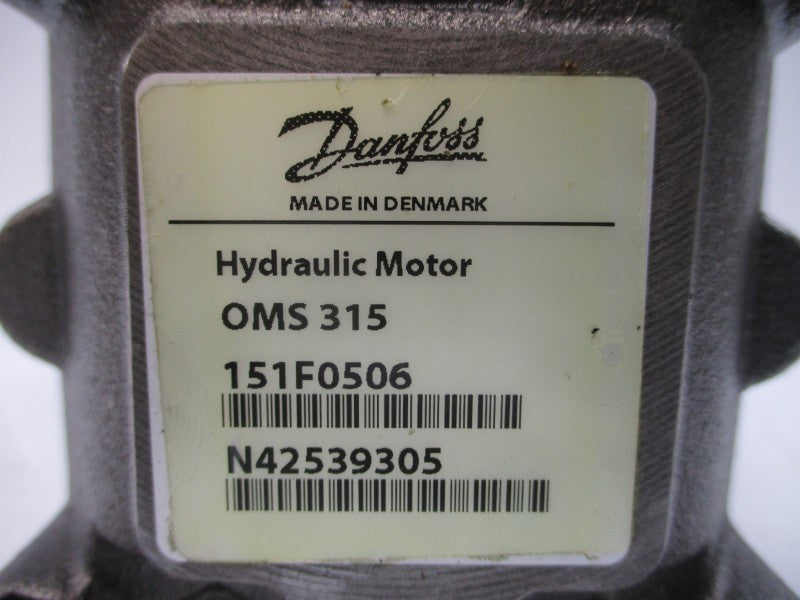 Danfoss
MADE IN DENMARK
Hydraulic Motor
OMS 315
151F0506
N42539305